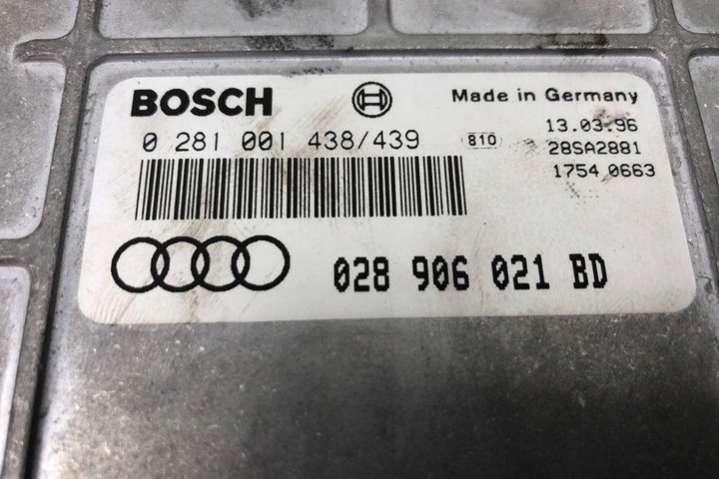 BOSCH
Made in Germany
0 281 001 438/439
810
13.03.96
28SA2881
1754 0663
028 906 021 BD